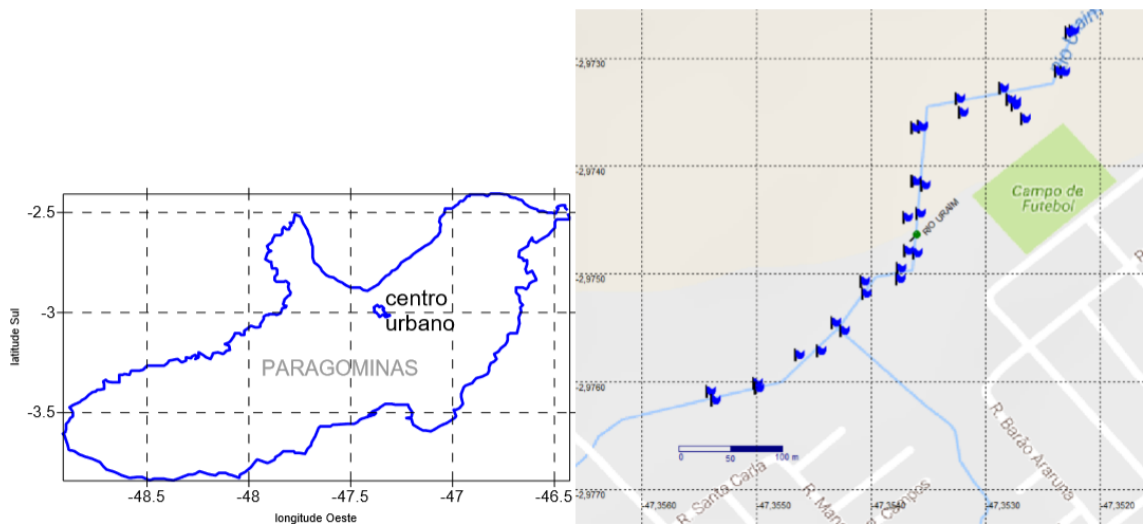 -2.5
-3
-3.5
latitude Sul
centro
urbano
PARAGOMINAS
-48.5
-48
-47.5
-47
-46.5
longitude Oeste
Rio Uraim
-2,9730
-2,9740
Campo de
Futebol
RIO URAIM
-2,9750
-2,9760
0
50
100 m
R. Barão Araruna
R. Santa Carla
-2,9770
-47,3560
-47,3550
-47,3530
-47,3520